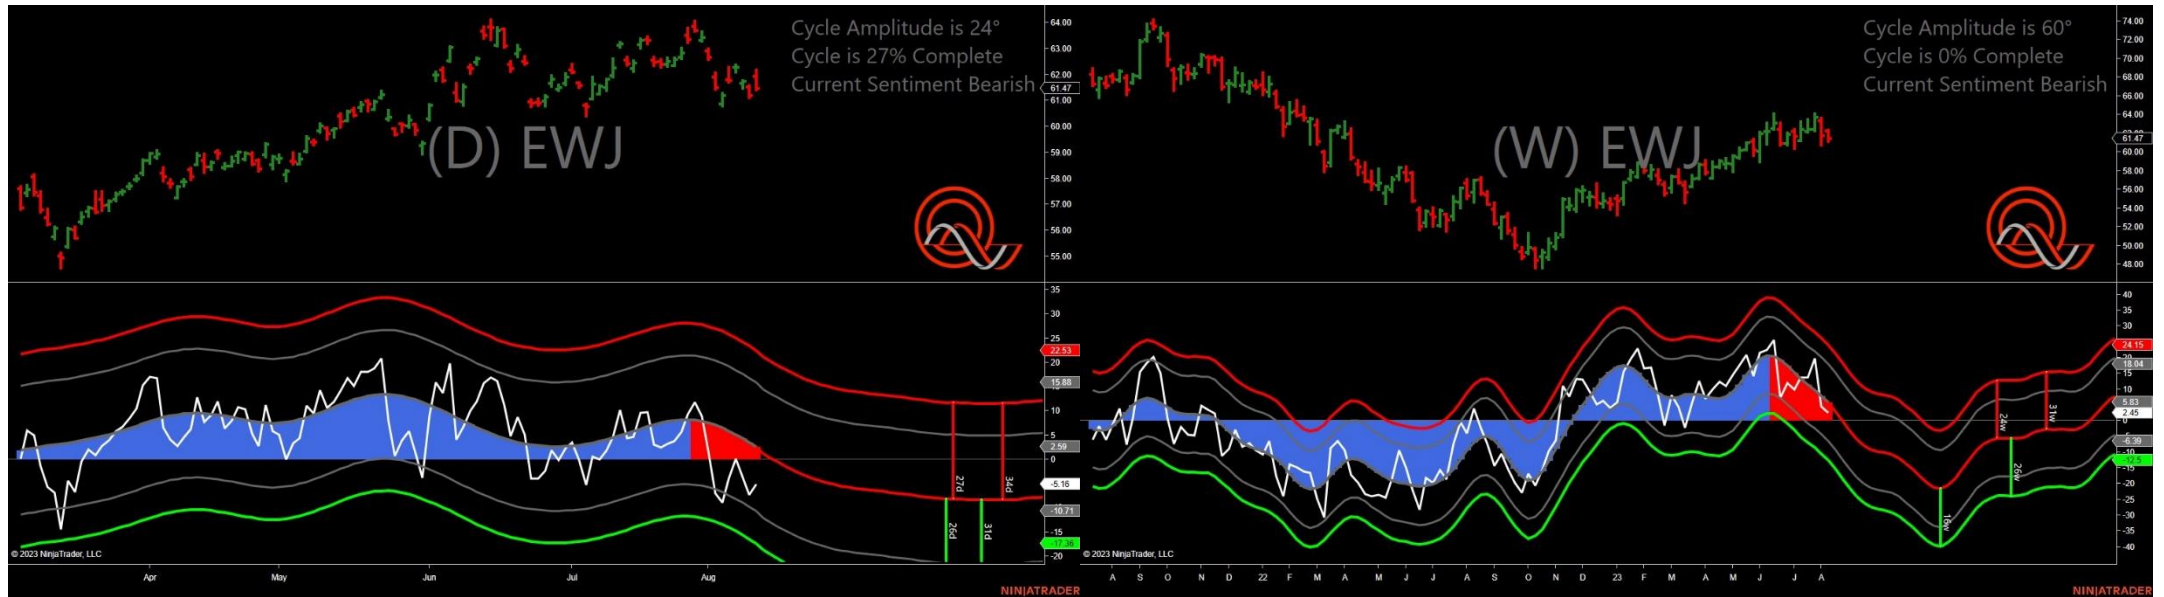 Cycle Amplitude is 24°
Cycle is 27% Complete
Current Sentiment Bearish
(D) EWJ
64.00
63.00
62.00
61.47
61.00
60.00
59.00
58.00
57.00
56.00
55.00
35
30
25
22.53
20
15.88
10
5
2.59
0
-5.16
-10.71
-15
-17.36
-20
27d
34d
26d
31d
© 2023 NinjaTrader, LLC
Apr
May
Jun
Jul
Aug
NINJATRADER
Cycle Amplitude is 60°
Cycle is 0% Complete
Current Sentiment Bearish
(W) EWJ
74.00
72.00
70.00
68.00
66.00
64.00
61.47
60.00
58.00
56.00
54.00
52.00
50.00
48.00
40
35
30
24.15
18.04
15
10
5.83
2.45
-6.39
-12.5
-15
-20
-25
-30
-35
-40
24w
31w
26w
16w
© 2023 NinjaTrader, LLC
A S O N D 22 F M A M J J A S O N D 23 F M A M J J A
NINJATRADER